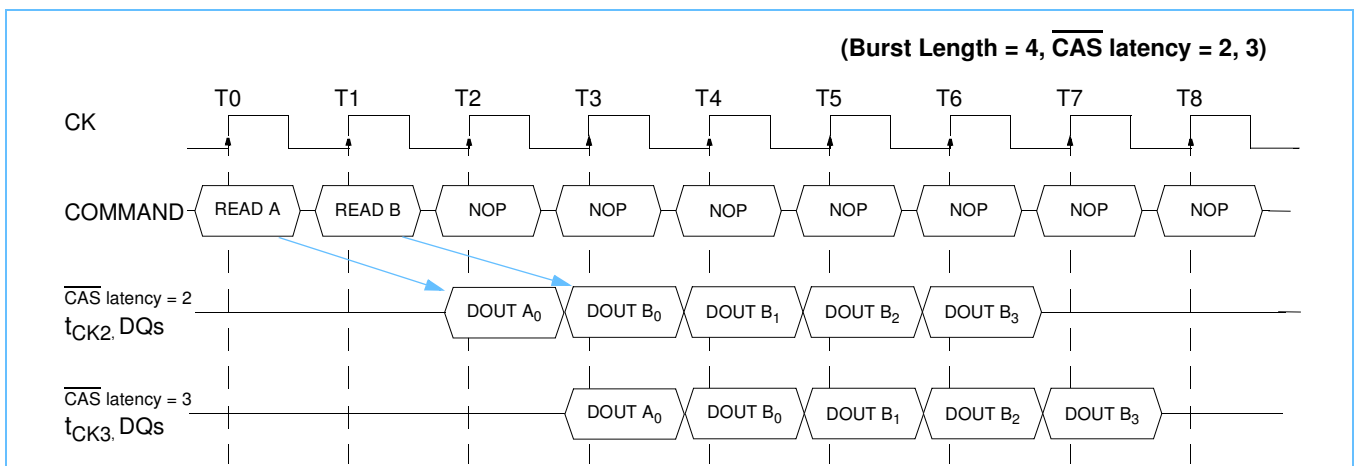 (Burst Length = 4, CAS latency = 2, 3)
T0 T1 T2 T3 T4 T5 T6 T7 T8
CK
COMMAND READ A READ B NOP NOP NOP NOP NOP NOP NOP
CAS latency = 2
tCK2, DQs DOUT A0 DOUT B0 DOUT B1 DOUT B2 DOUT B3
CAS latency = 3
tCK3, DQs DOUT A0 DOUT B0 DOUT B1 DOUT B2 DOUT B3